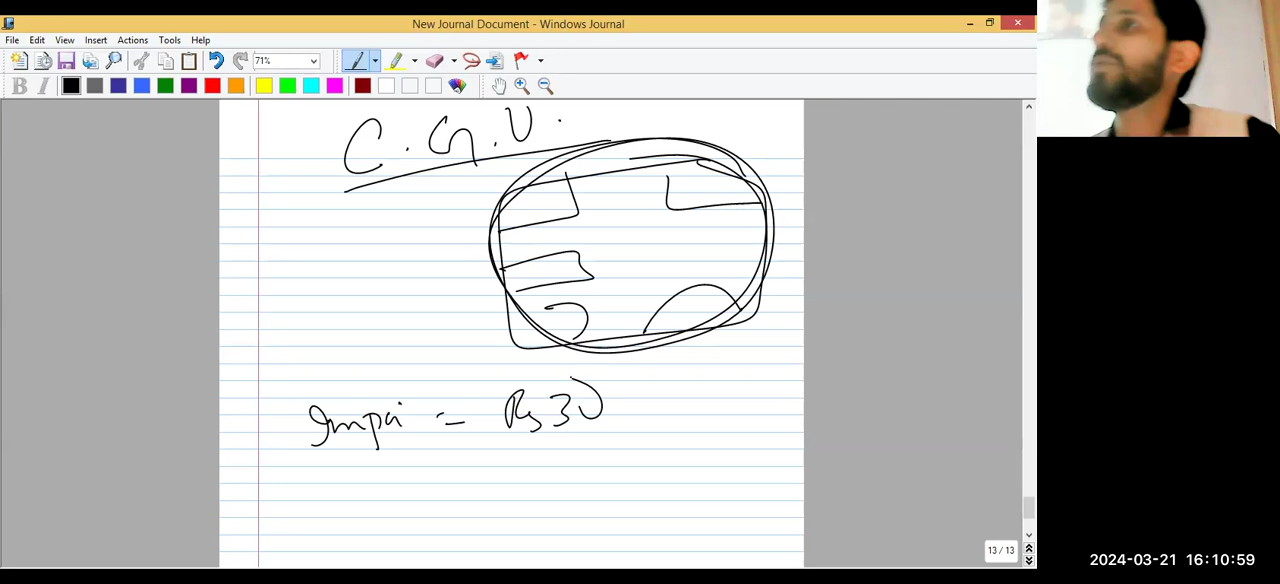 New Journal Document - Windows Journal
File Edit View Insert Actions Tools Help
71%
B I
C.G.U.
Impai = Rs 30
13 / 13
2024-03-21 16:10:59